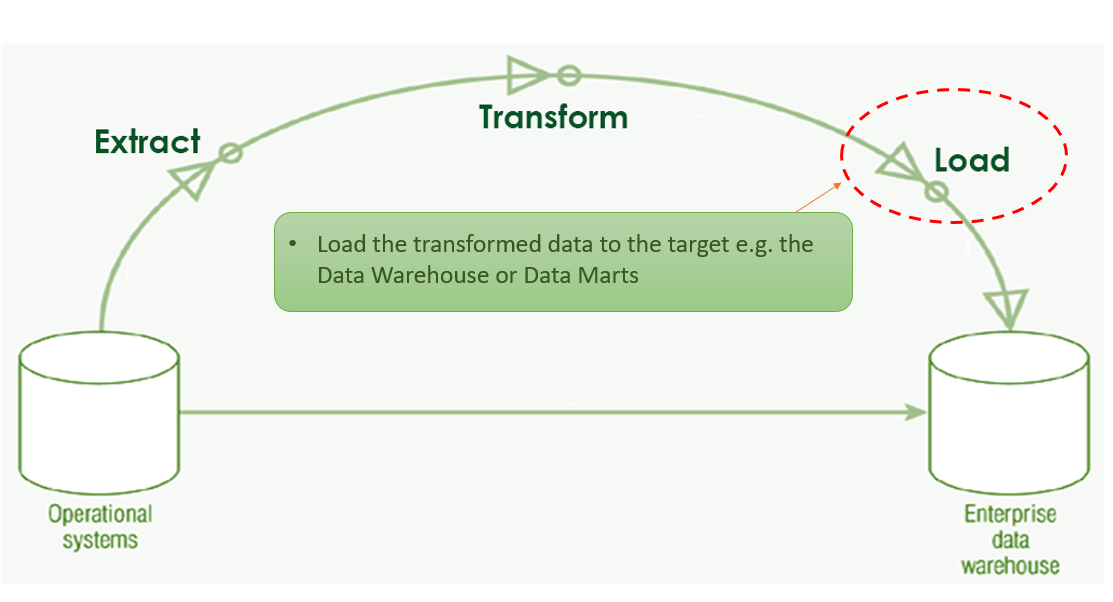 Transform
Extract
Load
• Load the transformed data to the target e.g. the
Data Warehouse or Data Marts
Operational
systems
Enterprise
data
warehouse